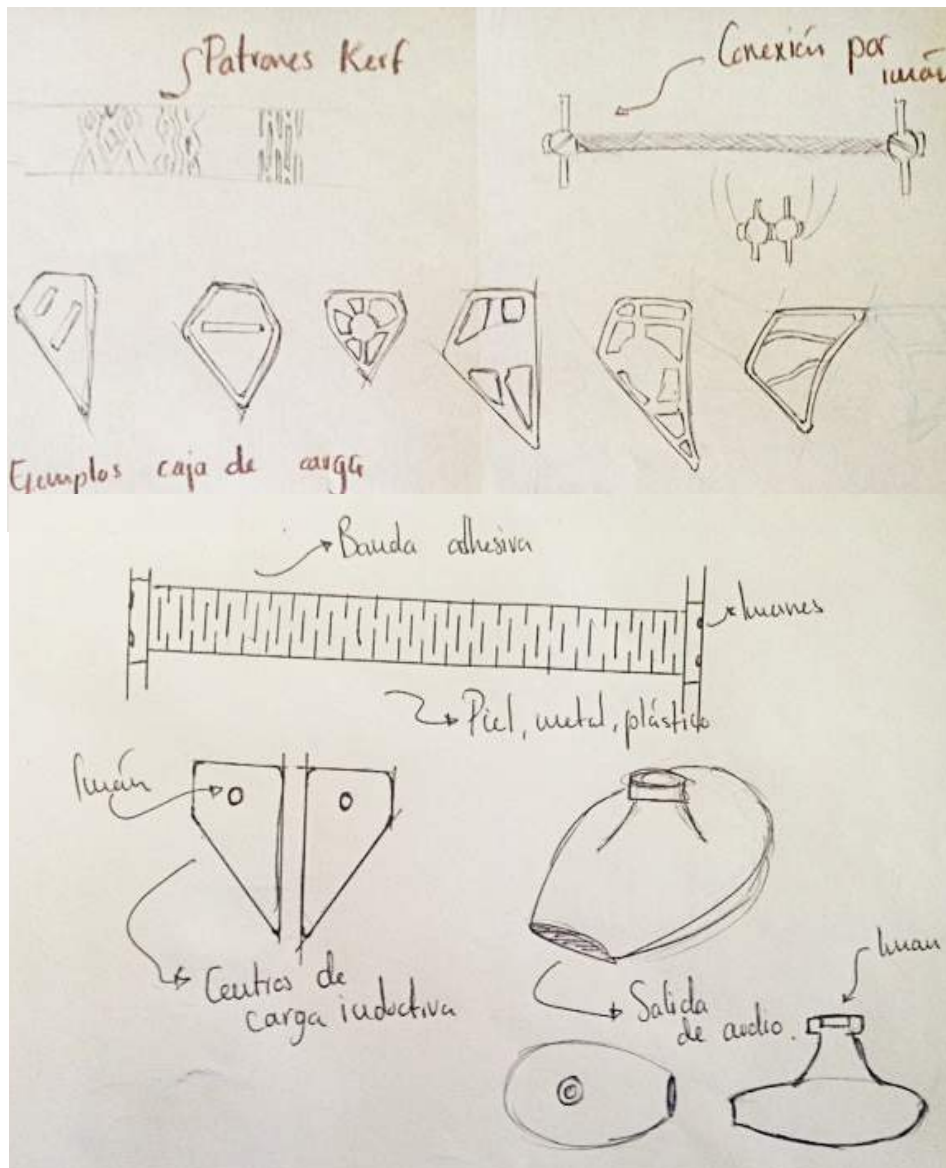 Patrones Kerf
Conexión por
imán
Ejemplos caja de carga
Banda adhesiva
Imanes
Piel, metal, plástico
Imán
Centros de
carga inductiva
Salida
de audio.
Iman